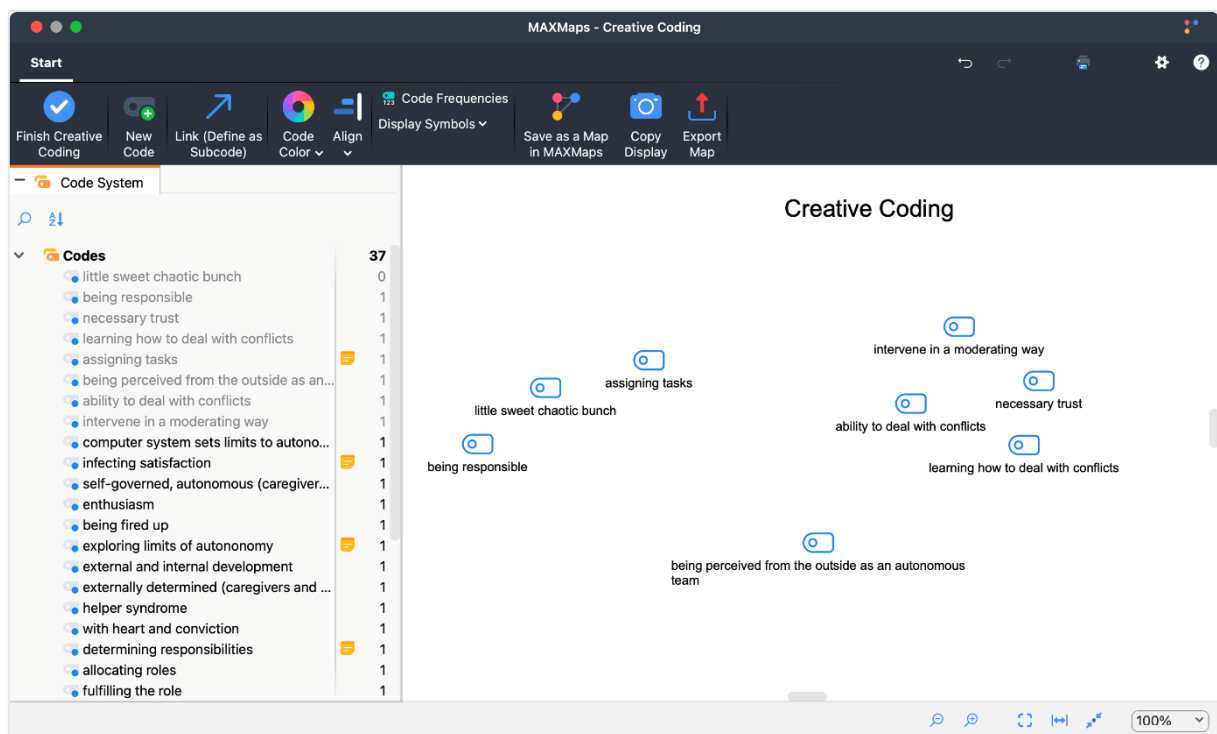 MAXMaps - Creative Coding
Start
?
Finish Creative
Coding
New
Code
Link (Define as
Subcode)
Code
Color
Align
123 Code Frequencies
Display Symbols
Save as a Map
in MAXMaps
Copy
Display
Export
Map
Code System
Codes 37
little sweet chaotic bunch 0
being responsible 1
necessary trust 1
learning how to deal with conflicts 1
assigning tasks 1
being perceived from the outside as an... 1
ability to deal with conflicts 1
intervene in a moderating way 1
computer system sets limits to autono... 1
infecting satisfaction 1
self-governed, autonomous (caregiver... 1
enthusiasm 1
being fired up 1
exploring limits of autononomy 1
external and internal development 1
externally determined (caregivers and ... 1
helper syndrome 1
with heart and conviction 1
determining responsibilities 1
allocating roles 1
fulfilling the role 1
Creative Coding
intervene in a moderating way
assigning tasks
necessary trust
little sweet chaotic bunch
ability to deal with conflicts
being responsible
learning how to deal with conflicts
being perceived from the outside as an autonomous
team
100%